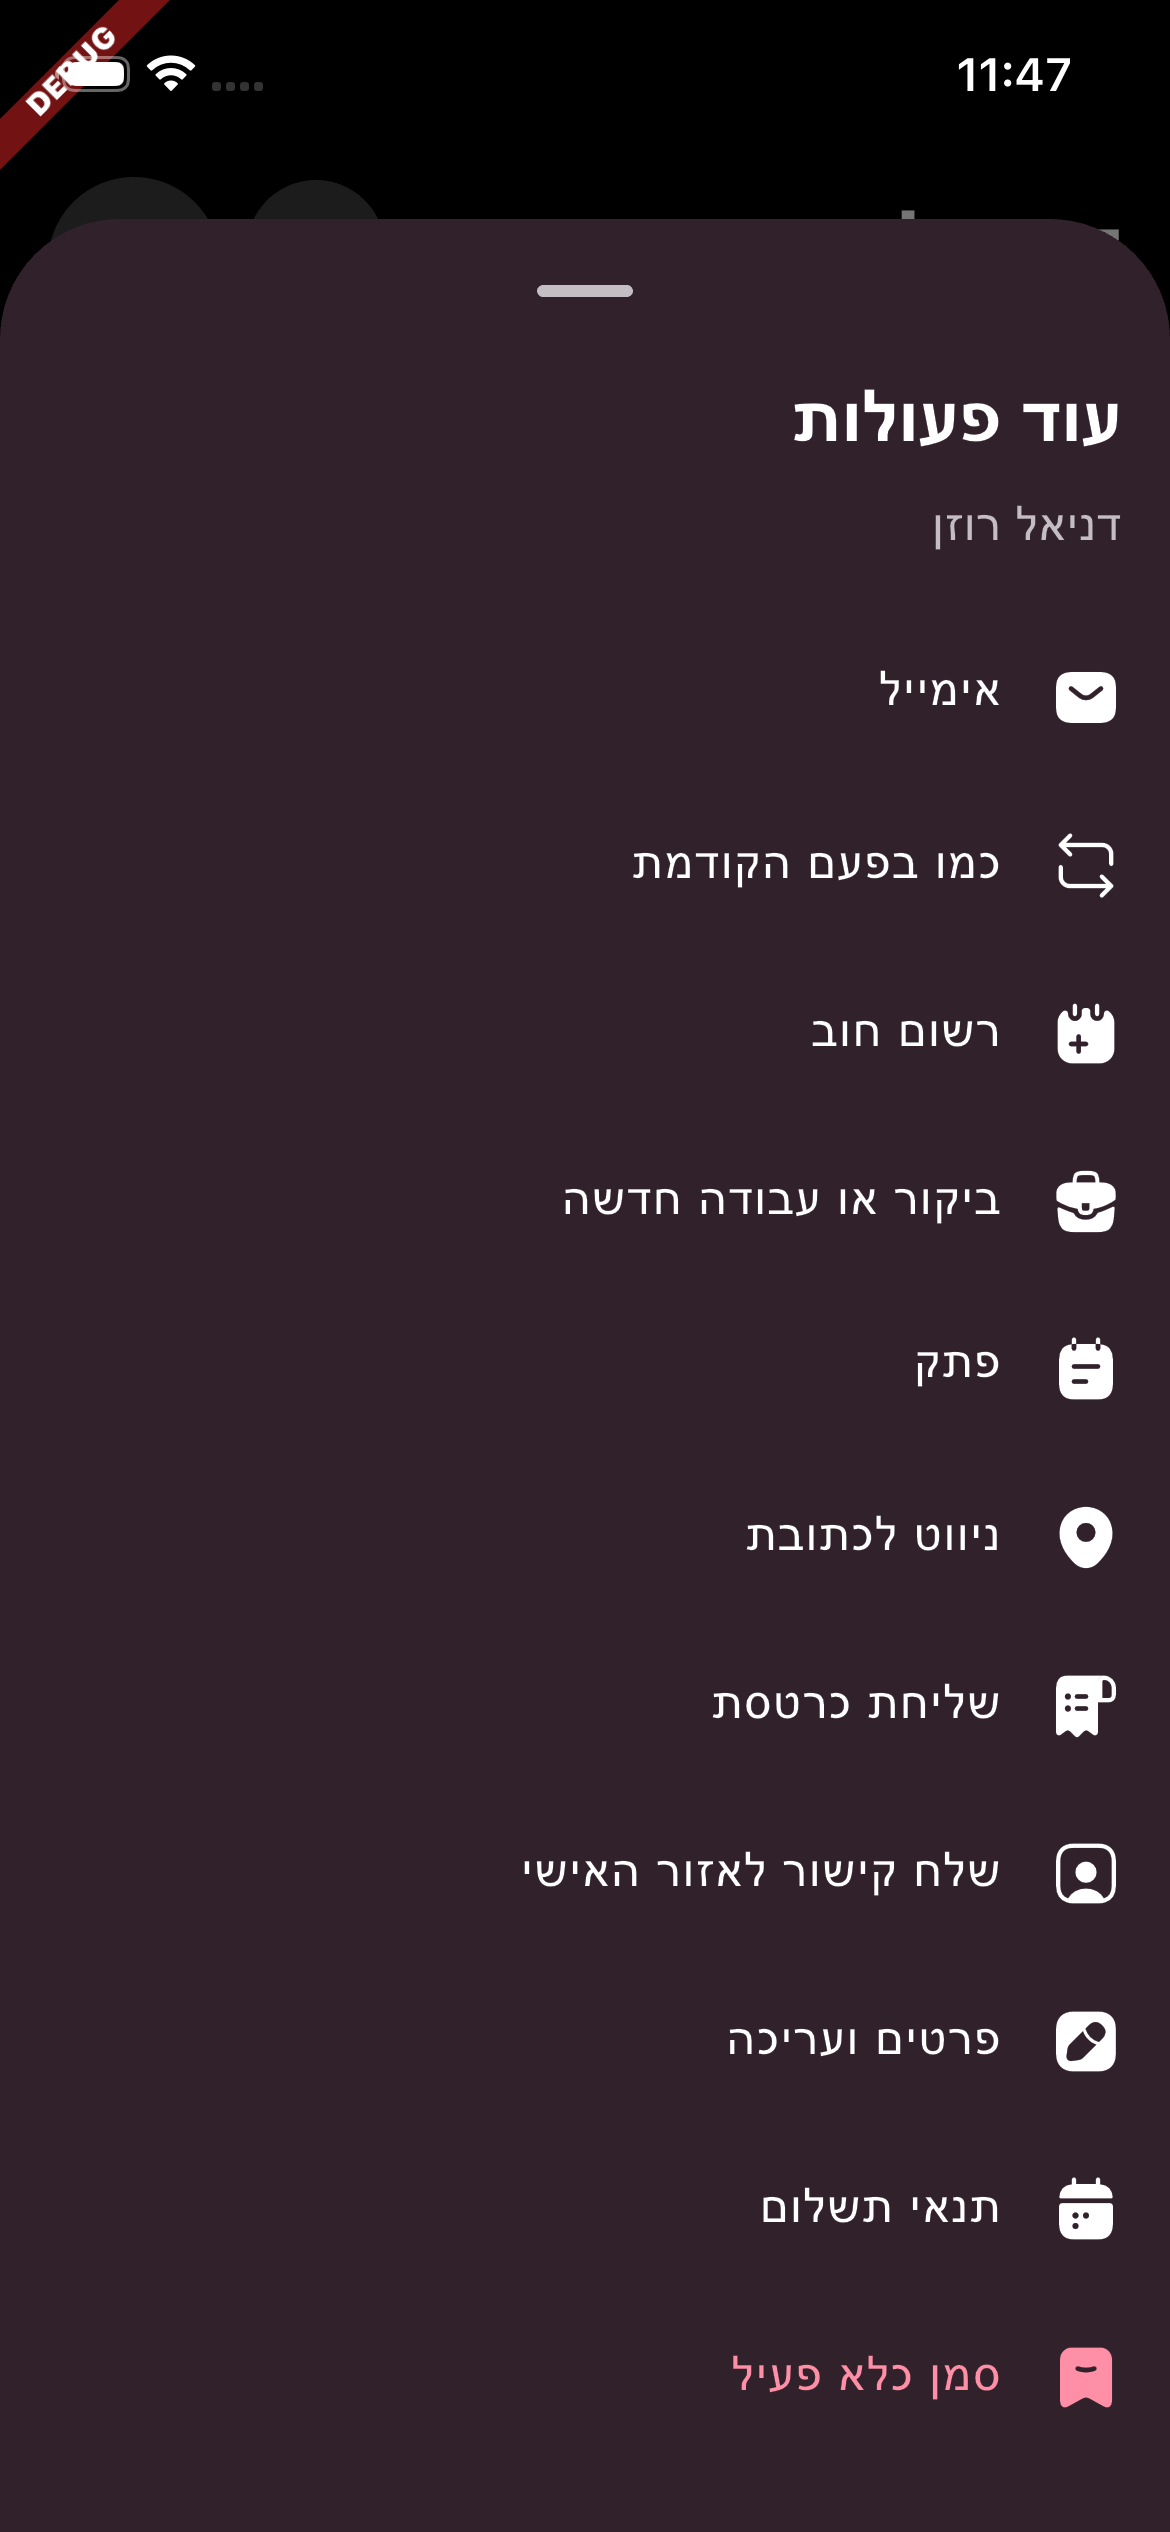 DEBUG
11:47
עוד פעולות
דניאל רוזן
אימייל
כמו בפעם הקודמת
רשום חוב
ביקור או עבודה חדשה
פתק
ניווט לכתובת
שליחת כרטסת
שלח קישור לאזור האישי
פרטים ועריכה
תנאי תשלום
סמן כלא פעיל